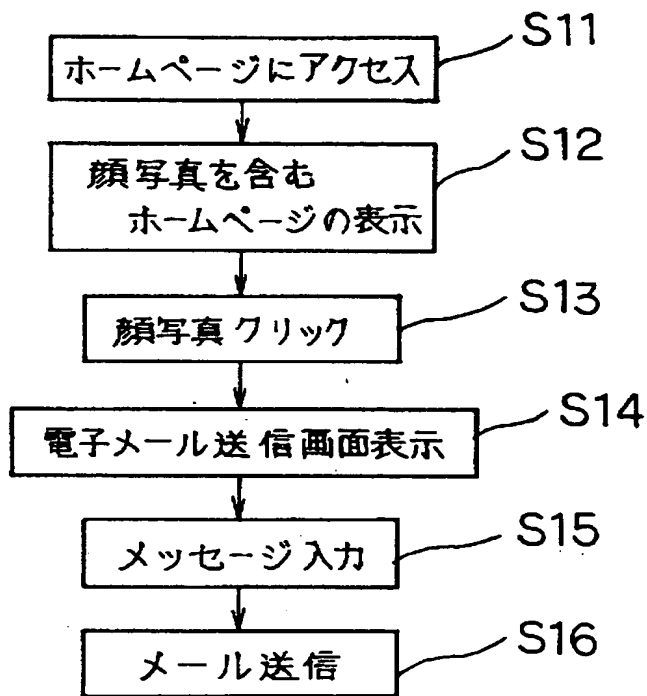 S11
ホームページにアクセス
S12
顔写真を含む
ホームページの表示
S13
顔写真クリック
S14
電子メール送信画面表示
S15
メッセージ入力
S16
メール送信